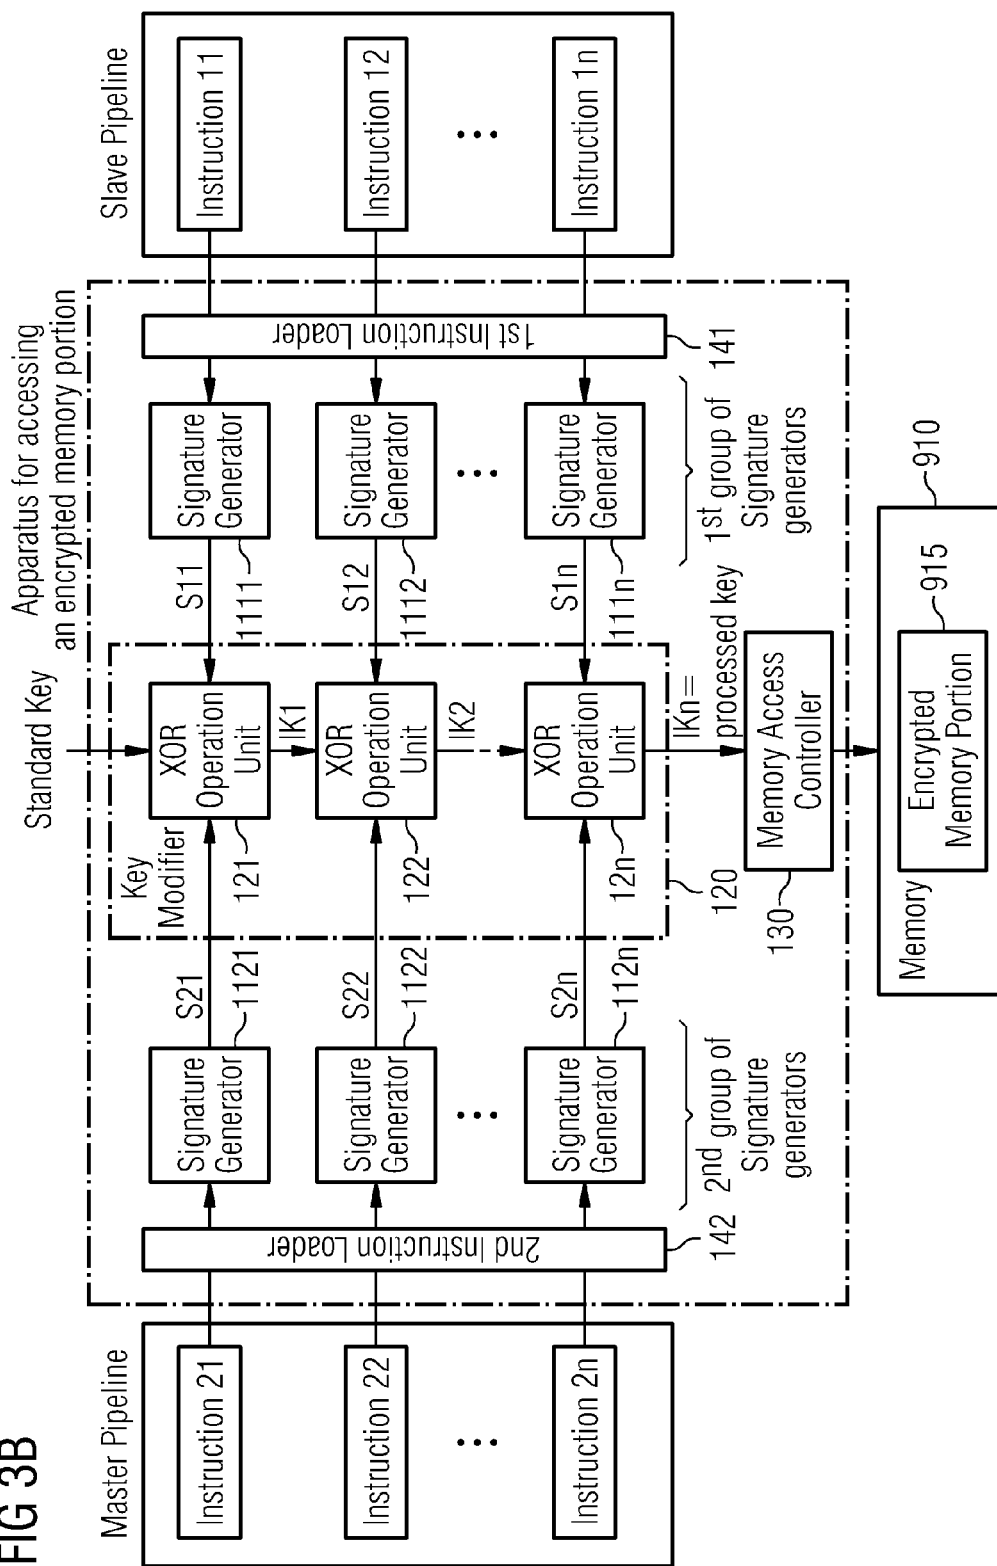 FIG 3B
Master Pipeline
Instruction 21
Instruction 22
Instruction 2n
Standard Key
Apparatus for accessing
an encrypted memory portion
Slave Pipeline
Instruction 11
Instruction 12
Instruction 1n
2nd Instruction Loader
142
Signature
Generator
S21
1121
Signature
Generator
S22
1122
Signature
Generator
S2n
112n
2nd group of
Signature
generators
Key
Modifier
XOR
Operation
Unit
121
IK1
XOR
Operation
Unit
122
IK2
XOR
Operation
Unit
12n
120
IKn=
processed key
Signature
Generator
S11
1111
Signature
Generator
S12
1112
Signature
Generator
S1n
111n
1st group of
Signature
generators
1st Instruction Loader
141
Memory Access
Controller
130
Memory
910
Encrypted
Memory Portion
915